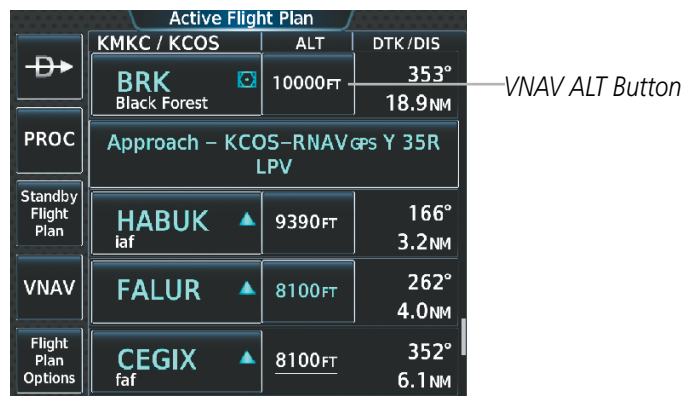 Active Flight Plan
KMKC / KCOS ALT DTK/DIS
D
BRK
Black Forest
10000FT
353°
18.9NM
VNAV ALT Button
PROC
Approach – KCOS–RNAV GPS Y 35R
LPV
Standby
Flight
Plan
HABUK
iaf
9390FT
166°
3.2NM
VNAV
FALUR
8100FT
262°
4.0NM
Flight
Plan
Options
CEGIX
faf
8100FT
352°
6.1NM